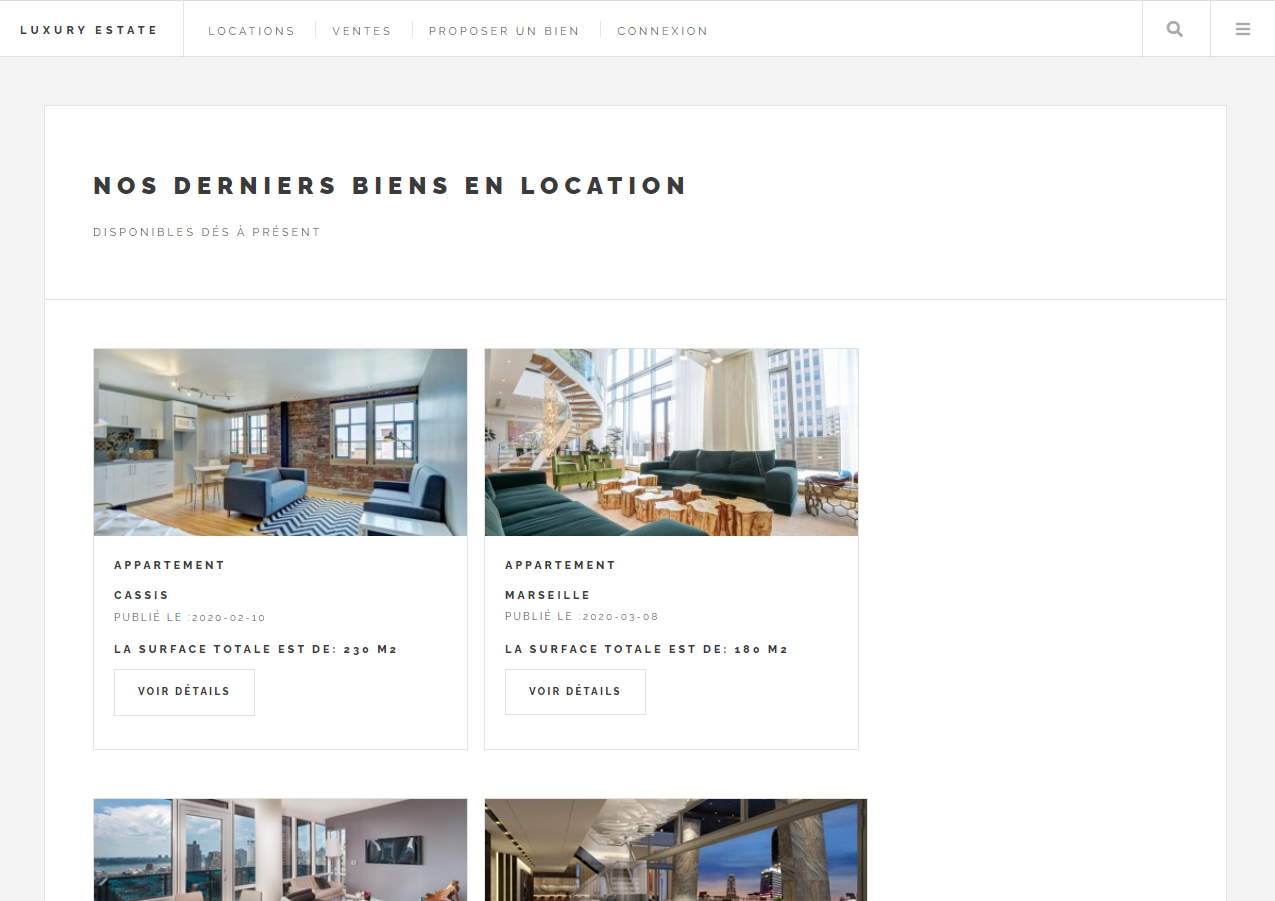 LUXURY ESTATE
LOCATIONS
VENTES
PROPOSER UN BIEN
CONNEXION
NOS DERNIERS BIENS EN LOCATION
DISPONIBLES DÉS À PRÉSENT
APPARTEMENT
CASSIS
PUBLIÉ LE :2020-02-10
LA SURFACE TOTALE EST DE: 230 M2
VOIR DÉTAILS
APPARTEMENT
MARSEILLE
PUBLIÉ LE :2020-03-08
LA SURFACE TOTALE EST DE: 180 M2
VOIR DÉTAILS